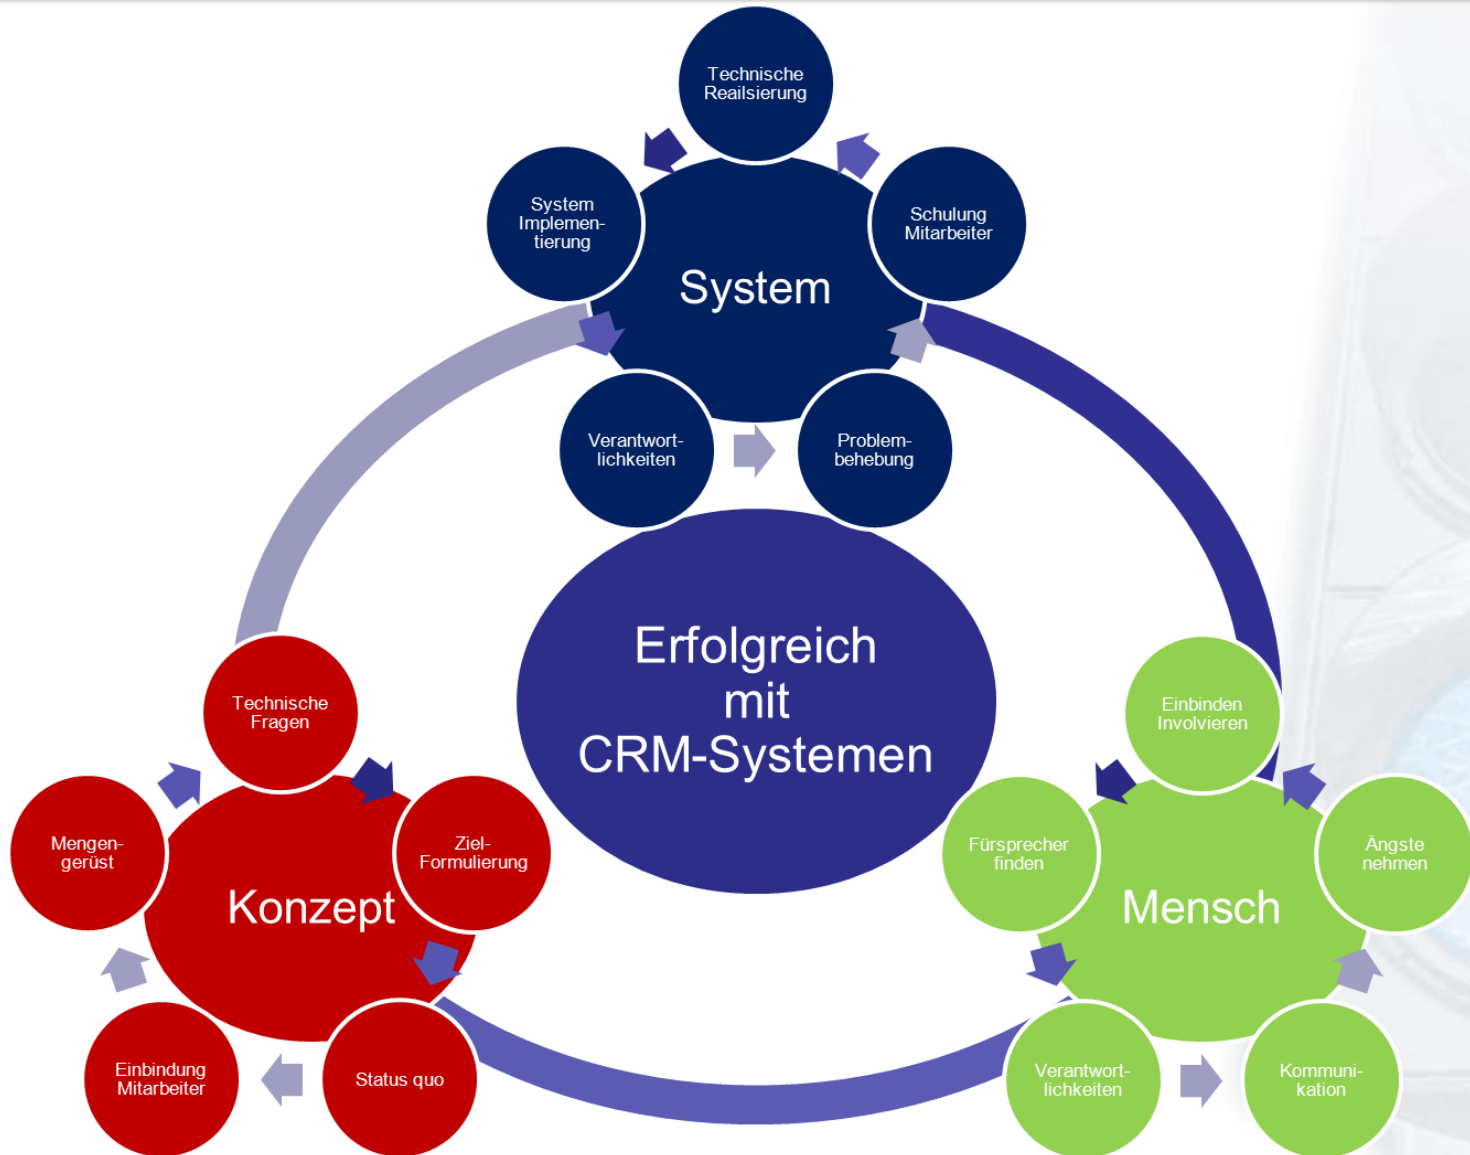 Technische
Reailsierung
System
Implemen-
tierung
Schulung
Mitarbeiter
System
Verantwort-
lichkeiten
Problem-
behebung
Erfolgreich
mit
CRM-Systemen
Technische
Fragen
Mengen-
gerüst
Ziel-
Formulierung
Konzept
Einbindung
Mitarbeiter
Status quo
Einbinden
Involvieren
Fürsprecher
finden
Ängste
nehmen
Mensch
Verantwort-
lichkeiten
Kommuni-
kation